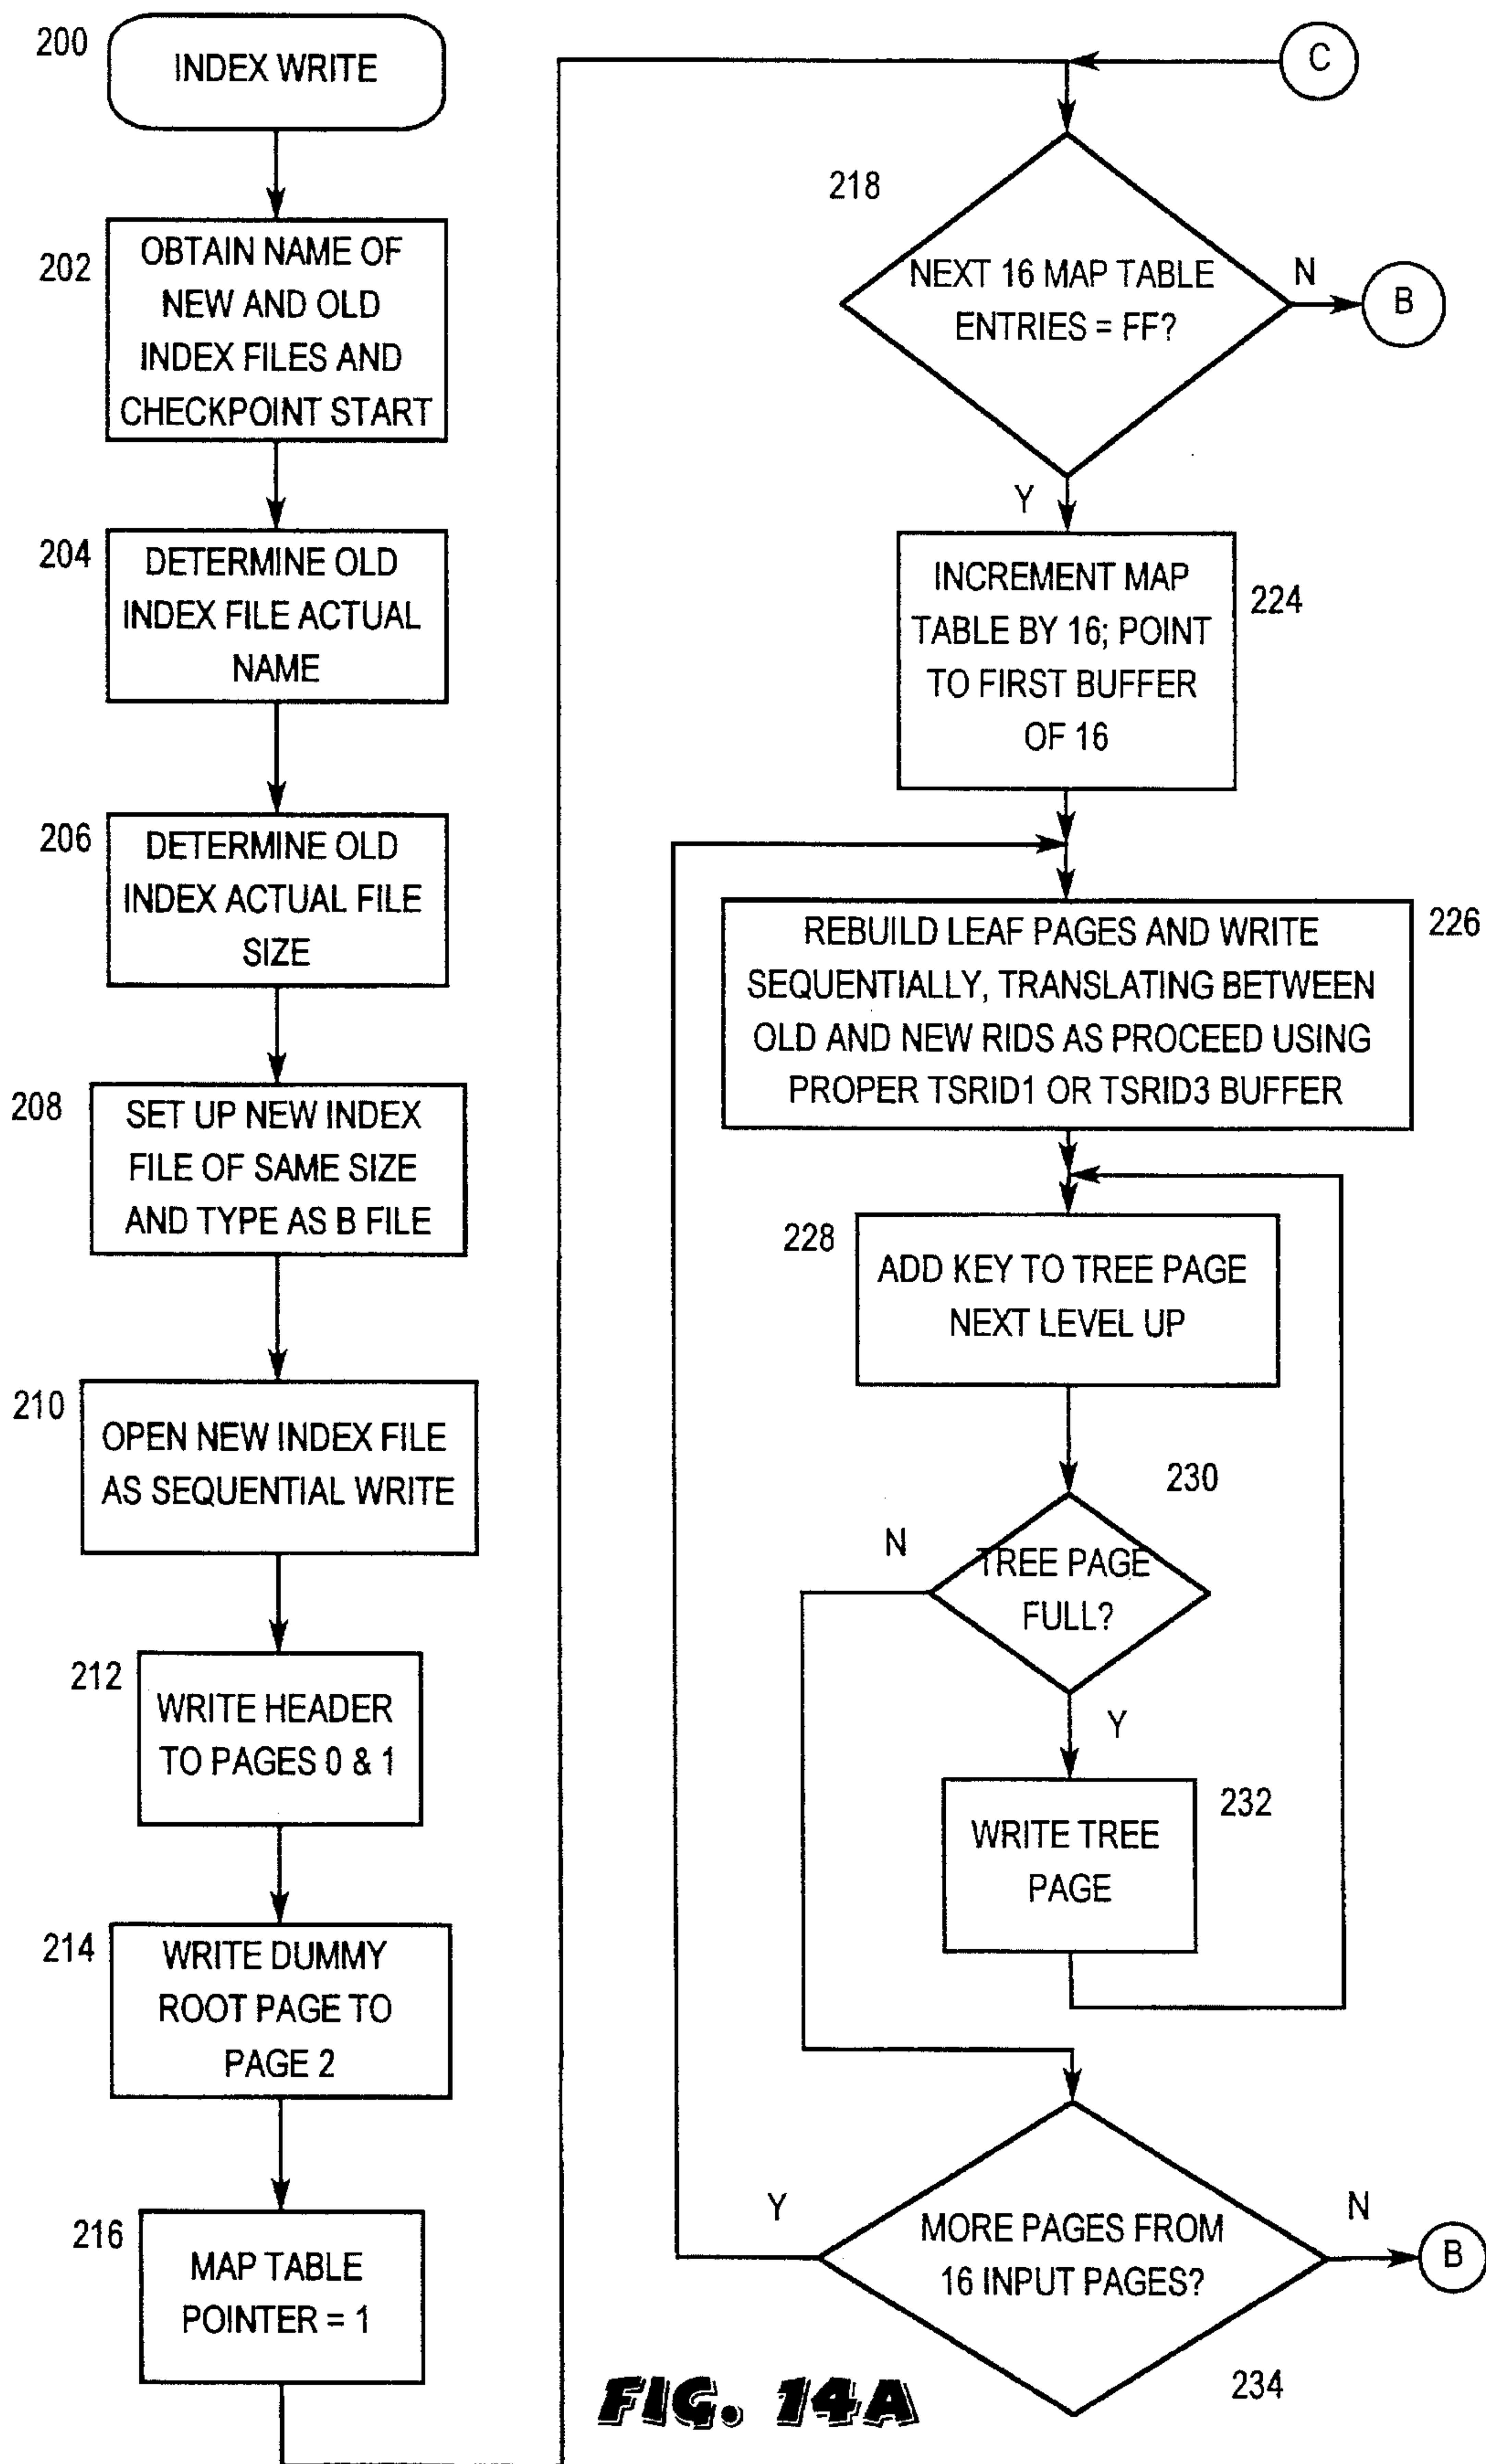 200
INDEX WRITE
202
OBTAIN NAME OF
NEW AND OLD
INDEX FILES AND
CHECKPOINT START
204
DETERMINE OLD
INDEX FILE ACTUAL
NAME
206
DETERMINE OLD
INDEX ACTUAL FILE
SIZE
208
SET UP NEW INDEX
FILE OF SAME SIZE
AND TYPE AS B FILE
210
OPEN NEW INDEX FILE
AS SEQUENTIAL WRITE
212
WRITE HEADER
TO PAGES 0 & 1
214
WRITE DUMMY
ROOT PAGE TO
PAGE 2
216
MAP TABLE
POINTER = 1
C
218
NEXT 16 MAP TABLE
ENTRIES = FF?
N
B
Y
INCREMENT MAP
TABLE BY 16; POINT
TO FIRST BUFFER
OF 16
224
REBUILD LEAF PAGES AND WRITE
SEQUENTIALLY, TRANSLATING BETWEEN
OLD AND NEW RIDS AS PROCEED USING
PROPER TSRID1 OR TSRID3 BUFFER
226
228
ADD KEY TO TREE PAGE
NEXT LEVEL UP
230
N
TREE PAGE
FULL?
Y
232
WRITE TREE
PAGE
Y
MORE PAGES FROM
16 INPUT PAGES?
N
B
234
FIG. 14A